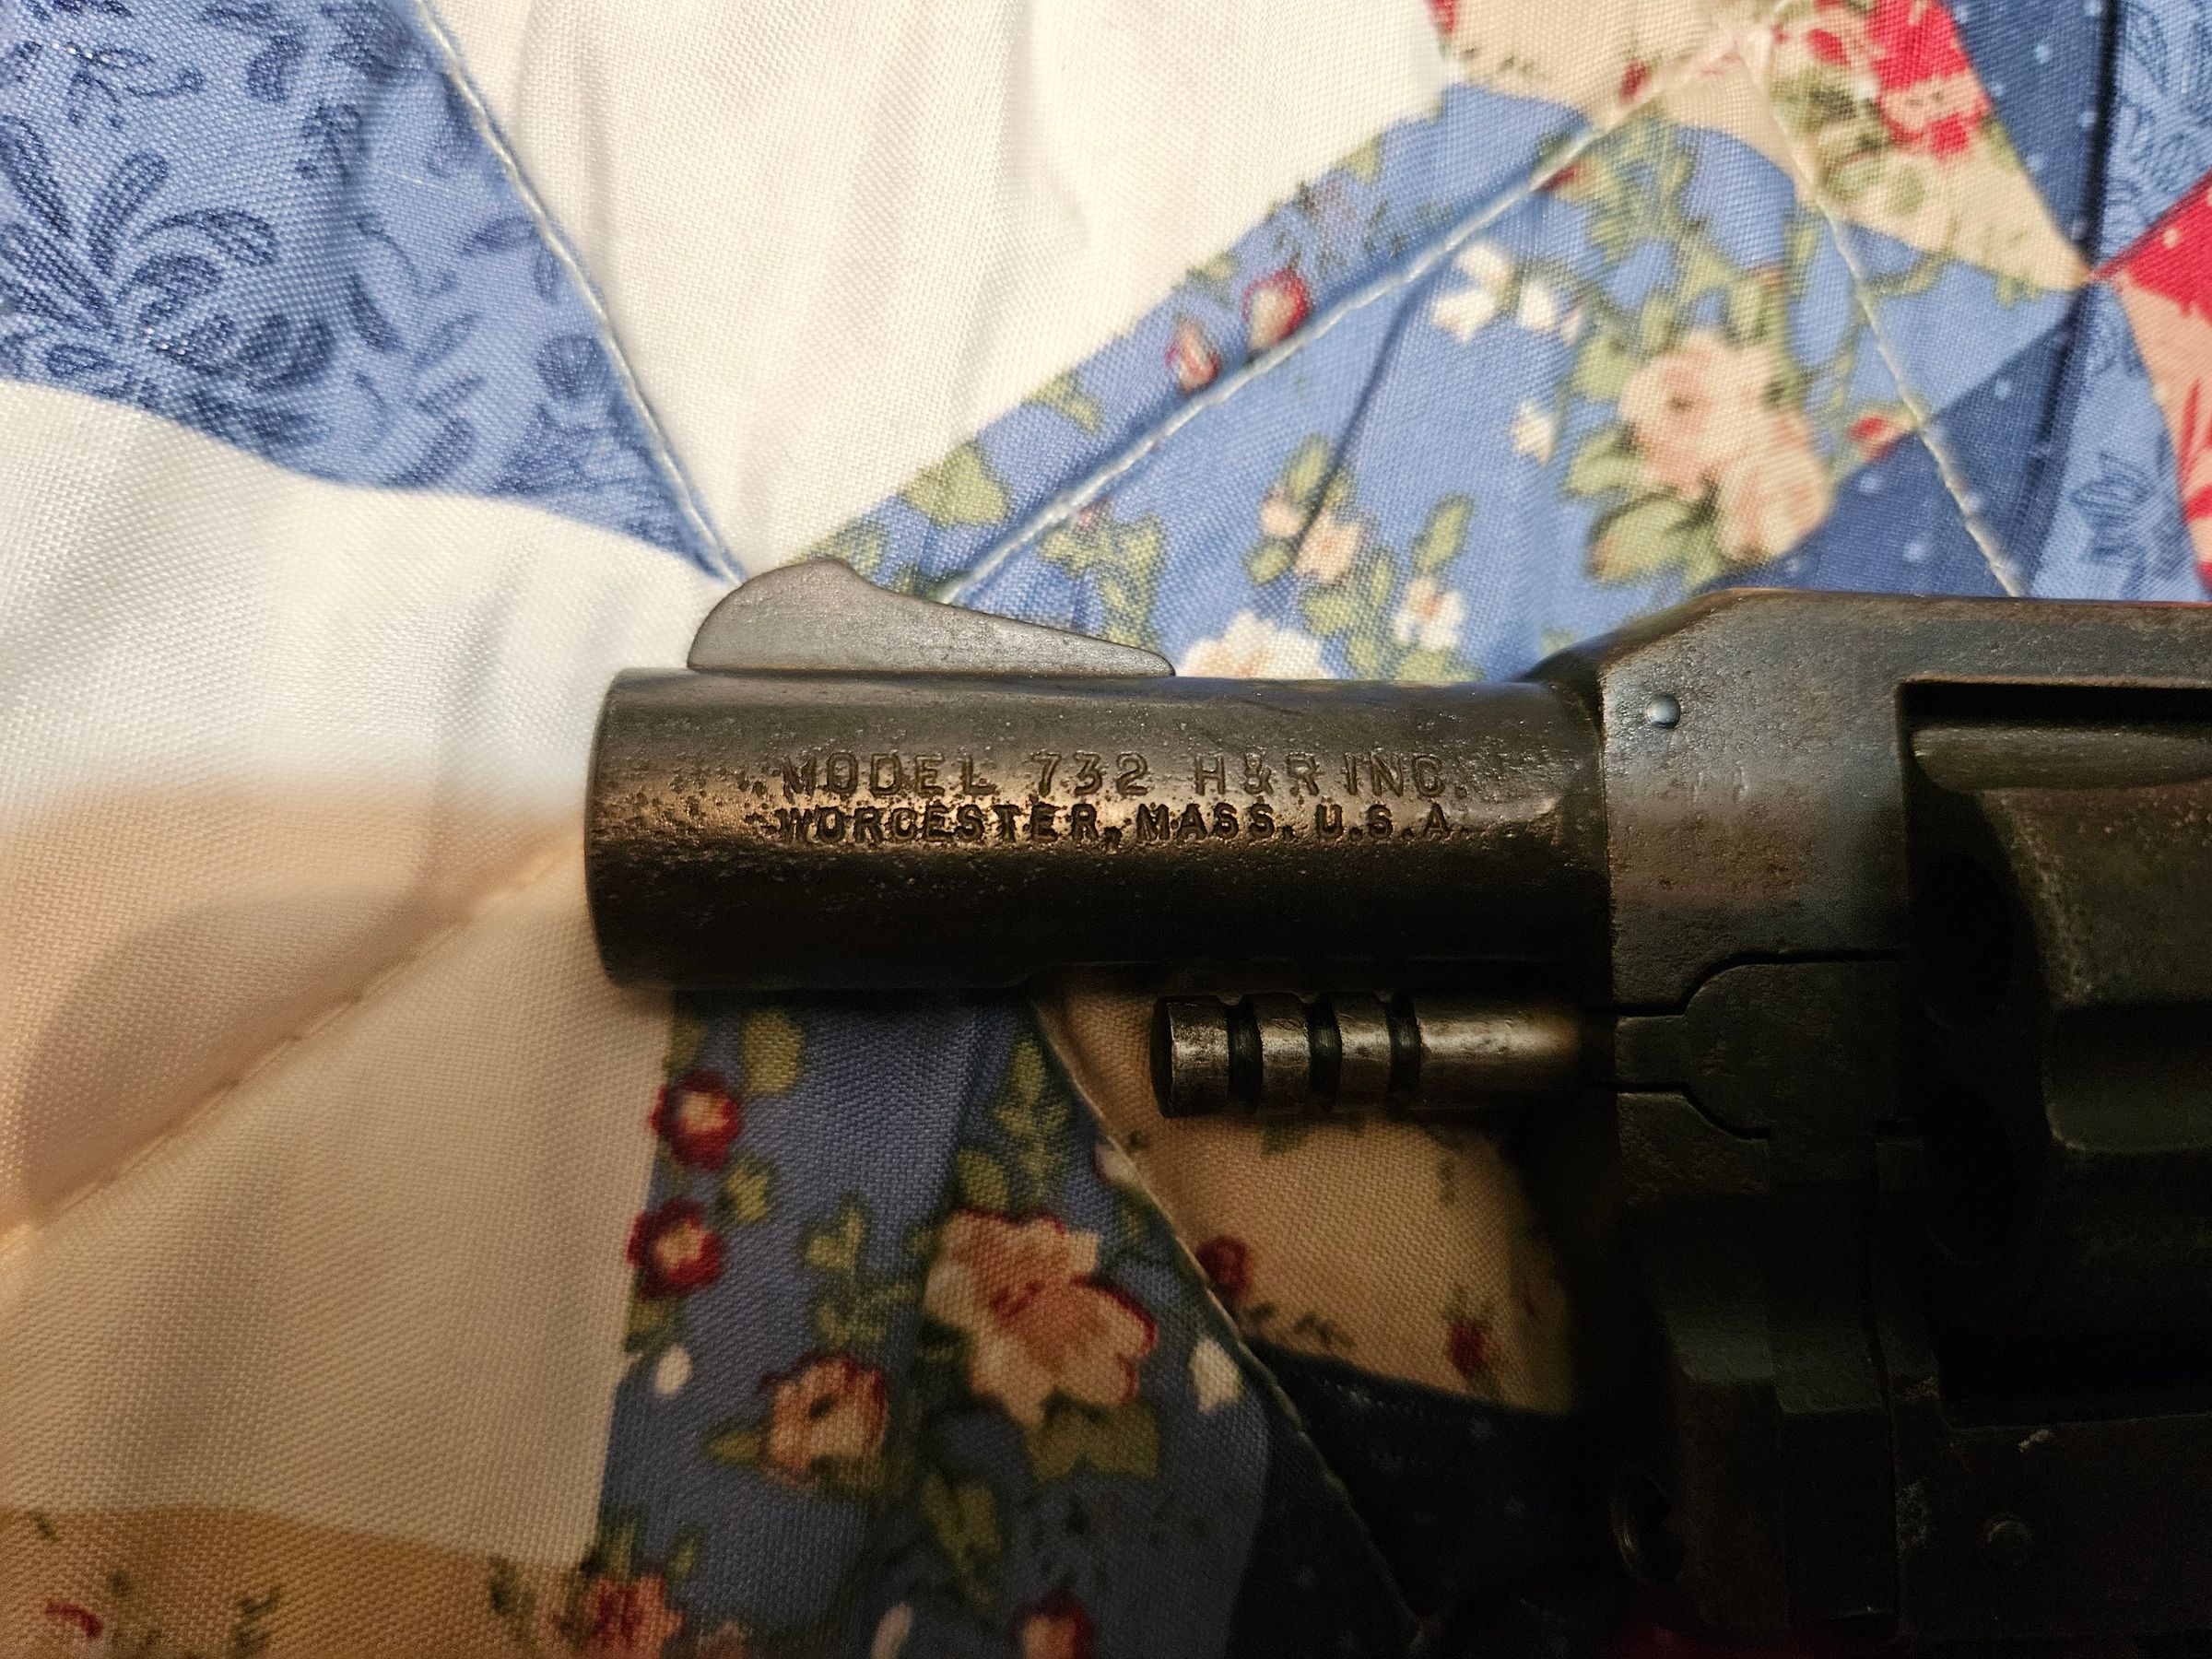 MODEL 732 H&R INC.
WORCESTER, MASS. U.S.A.